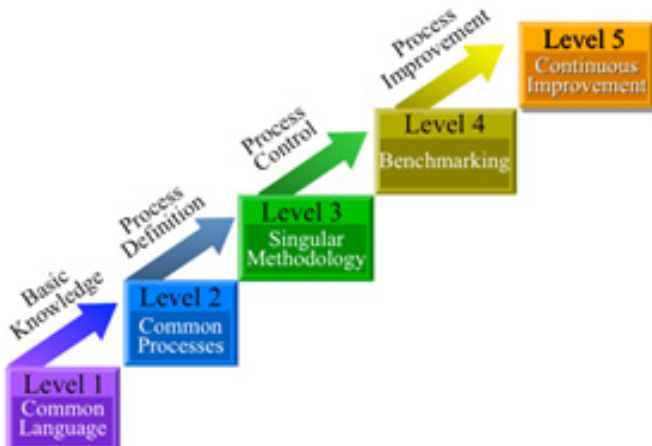 Process
Improvement
Level 5
Continuous
Improvement
Process
Control
Level 4
Benchmarking
Process
Definition
Level 3
Singular
Methodology
Basic
Knowledge
Level 2
Common
Processes
Level 1
Common
Language